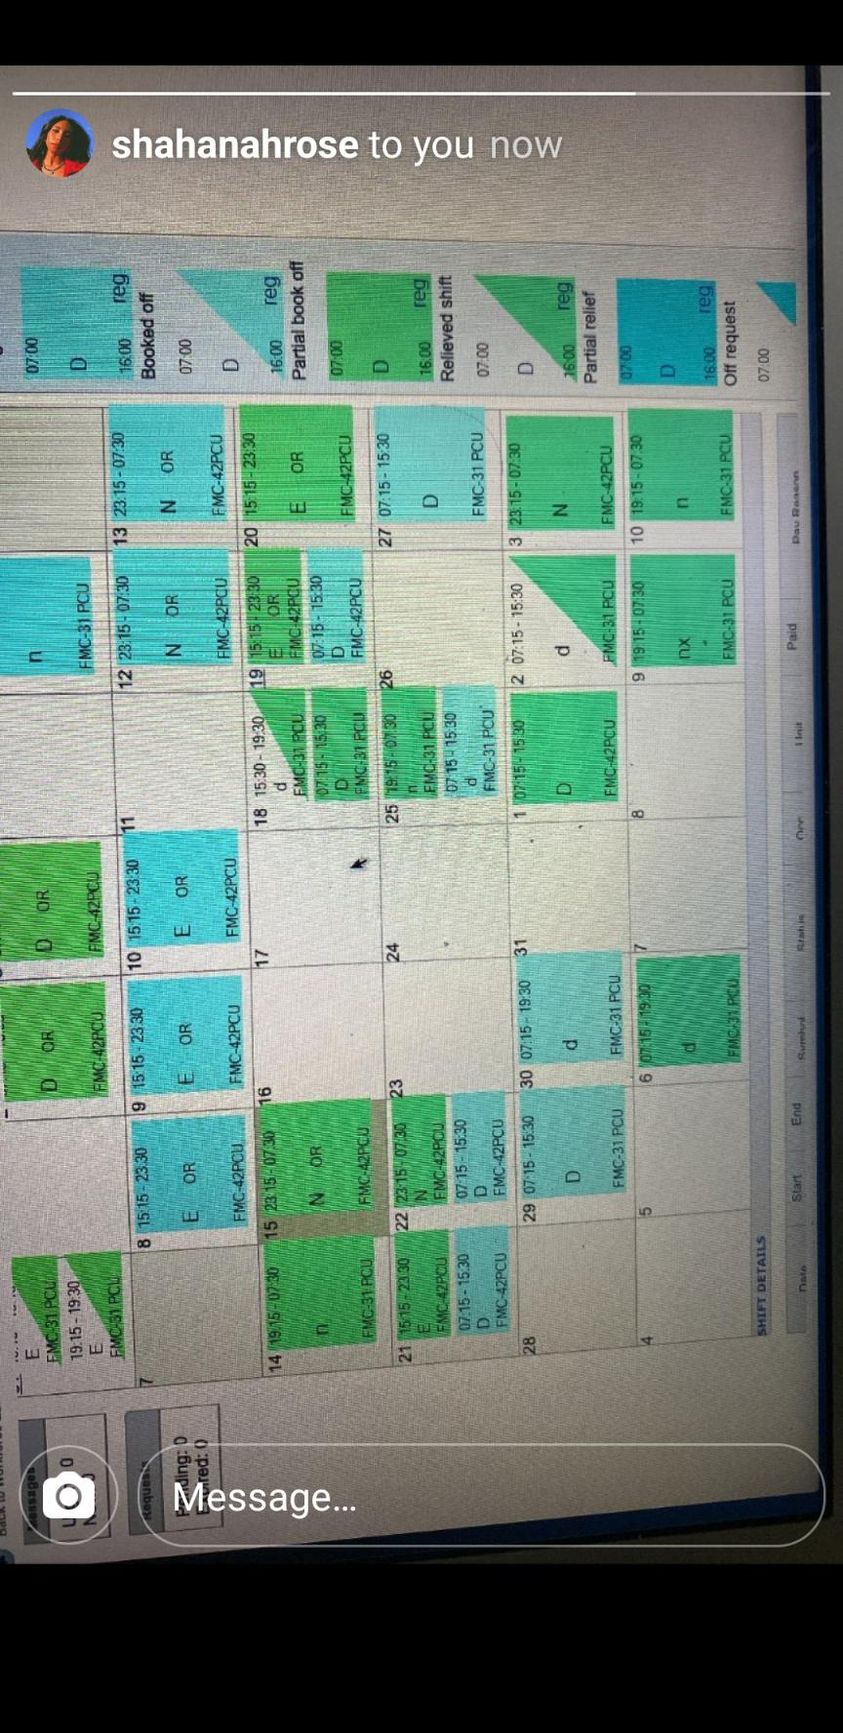 shahanahrose to you now
E
FMC-31 PCU
19:15 - 19:30
E
FMC-31 PCU
D OR
FMC-42PCU
D OR
FMC-42PCU
n
FMC-31 PCU
7
8 15:15 - 23:30
E OR
FMC-42PCU
9 15:15 - 23:30
E OR
FMC-42PCU
10 15:15 - 23:30
E OR
FMC-42PCU
11
12 23:15 - 07:30
N OR
FMC-42PCU
13 23:15 - 07:30
N OR
FMC-42PCU
14 19:15 - 07:30
n
FMC-31 PCU
15 23:15 - 07:30
N OR
FMC-42PCU
16
17
18 15:30 - 19:30
d
FMC-31 PCU
07:15 - 15:30
D
FMC-31 PCU
19 15:15 - 23:30
E OR
FMC-42PCU
07:15 - 15:30
D
FMC-42PCU
20 15:15 - 23:30
E OR
FMC-42PCU
21 15:15 - 23:30
E
FMC-42PCU
07:15 - 15:30
D
FMC-42PCU
22 23:15 - 07:30
N
FMC-42PCU
07:15 - 15:30
D
FMC-42PCU
23
24
25 19:15 - 07:30
n
FMC-31 PCU
07:15 - 15:30
d
FMC-31 PCU
26
27 07:15 - 15:30
D
FMC-31 PCU
28
29 07:15 - 15:30
D
FMC-31 PCU
30 07:15 - 19:30
d
FMC-31 PCU
31
1 07:15 - 15:30
D
FMC-42PCU
2 07:15 - 15:30
d
FMC-31 PCU
3 23:15 - 07:30
N
FMC-42PCU
4
5
6 07:15 - 19:30
d
FMC-31 PCU
7
8
9 19:15 - 07:30
nx
FMC-31 PCU
10 19:15 - 07:30
n
FMC-31 PCU
07:00
D
16:00 reg
Booked off
07:00
D
16:00 reg
Partial book off
07:00
D
16:00 reg
Relieved shift
07:00
D
16:00 reg
Partial relief
07:00
D
16:00 reg
Off request
07:00
SHIFT DETAILS
Start End Unit Paid
Message…